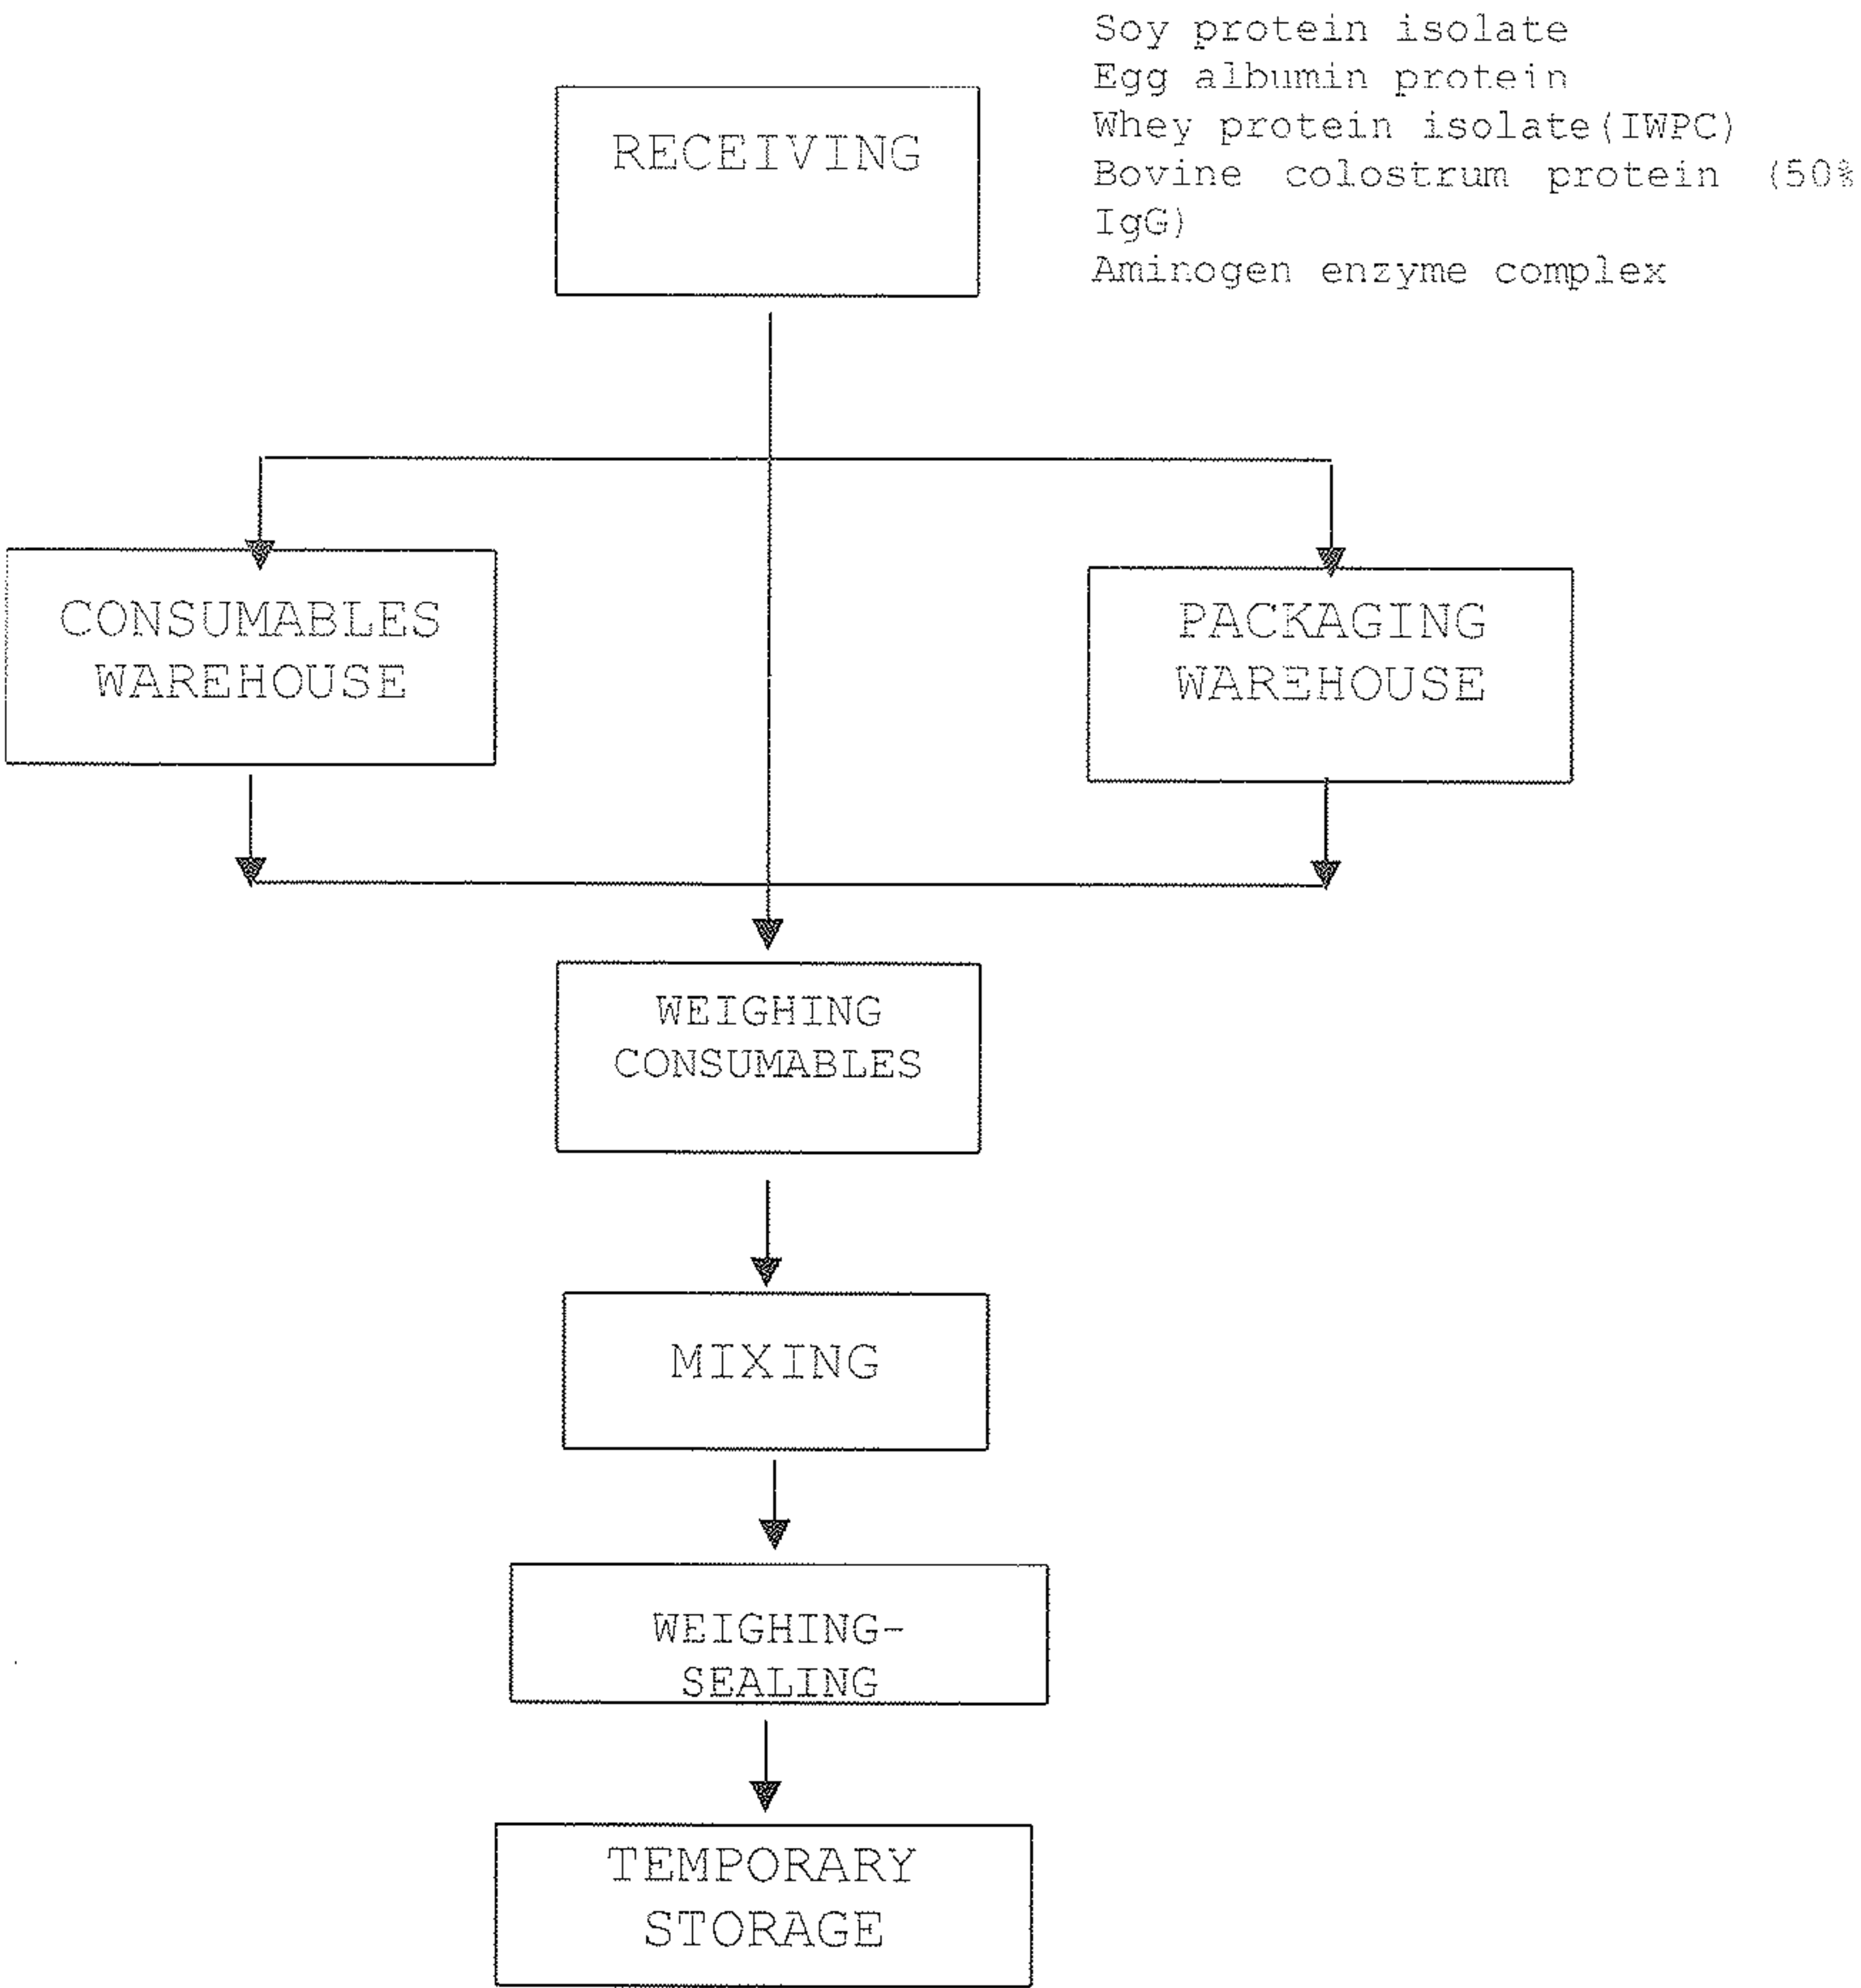 Soy protein isolate
Egg albumin protein
Whey protein isolate(IWPC)
Bovine colostrum protein (50%
IgG)
Aminogen enzyme complex
RECEIVING
CONSUMABLES
WAREHOUSE
PACKAGING
WAREHOUSE
WEIGHING
CONSUMABLES
MIXING
WEIGHING-
SEALING
TEMPORARY
STORAGE